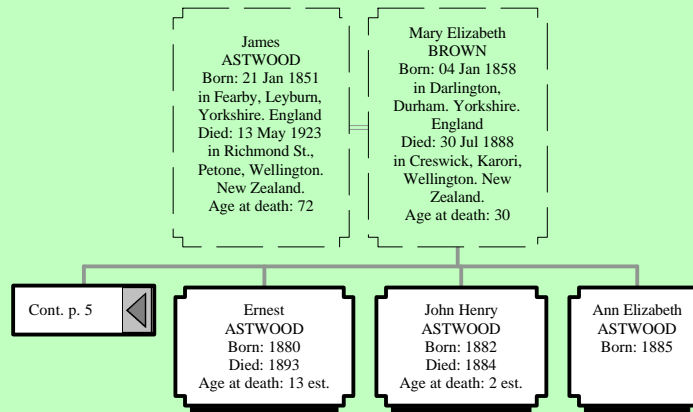 James
ASTWOOD
Born: 21 Jan 1851
in Fearby, Leyburn,
Yorkshire. England
Died: 13 May 1923
in Richmond St.,
Petone, Wellington.
New Zealand.
Age at death: 72
Mary Elizabeth
BROWN
Born: 04 Jan 1858
in Darlington,
Durham. Yorkshire.
England
Died: 30 Jul 1888
in Creswick, Karori,
Wellington. New
Zealand.
Age at death: 30
Cont. p. 5
Ernest
ASTWOOD
Born: 1880
Died: 1893
Age at death: 13 est.
John Henry
ASTWOOD
Born: 1882
Died: 1884
Age at death: 2 est.
Ann Elizabeth
ASTWOOD
Born: 1885